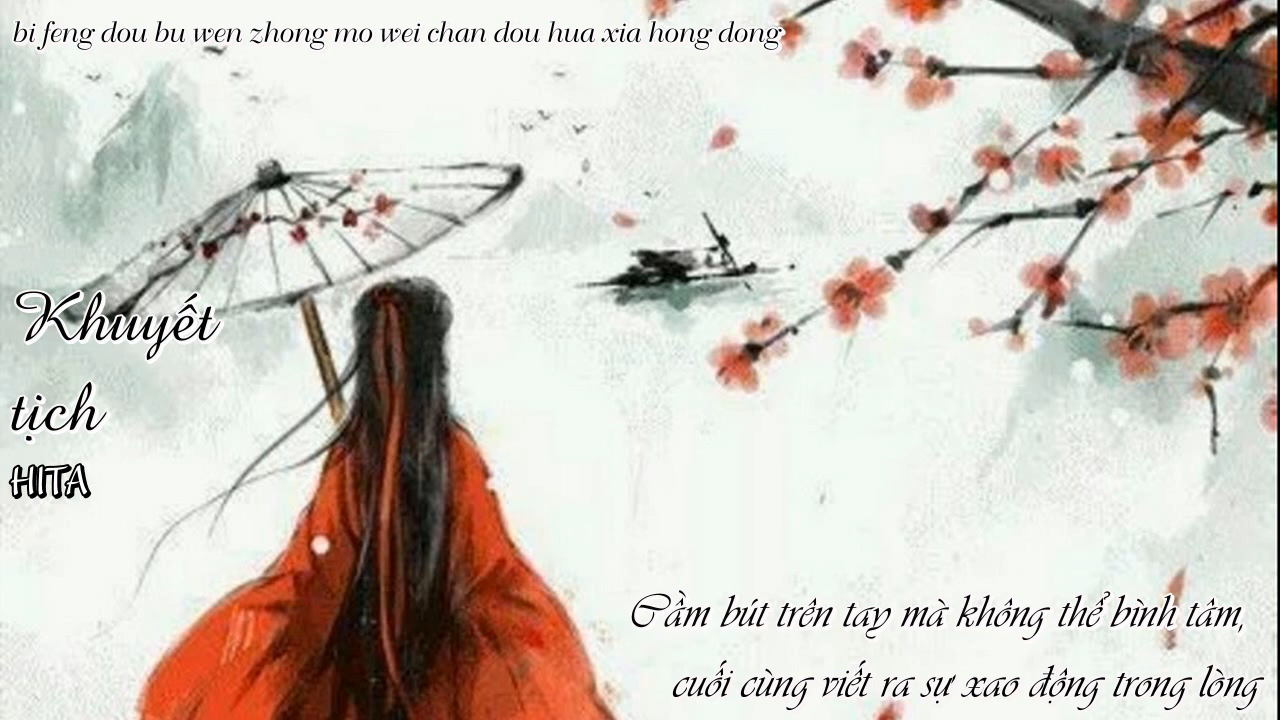 bi feng dou bu wen zhong mo wei chan dou hua xia hong dong
Khuyết
tịch
HITA
Cầm bút trên tay mà không thể bình tâm,
cuối cùng viết ra sự xao động trong lòng